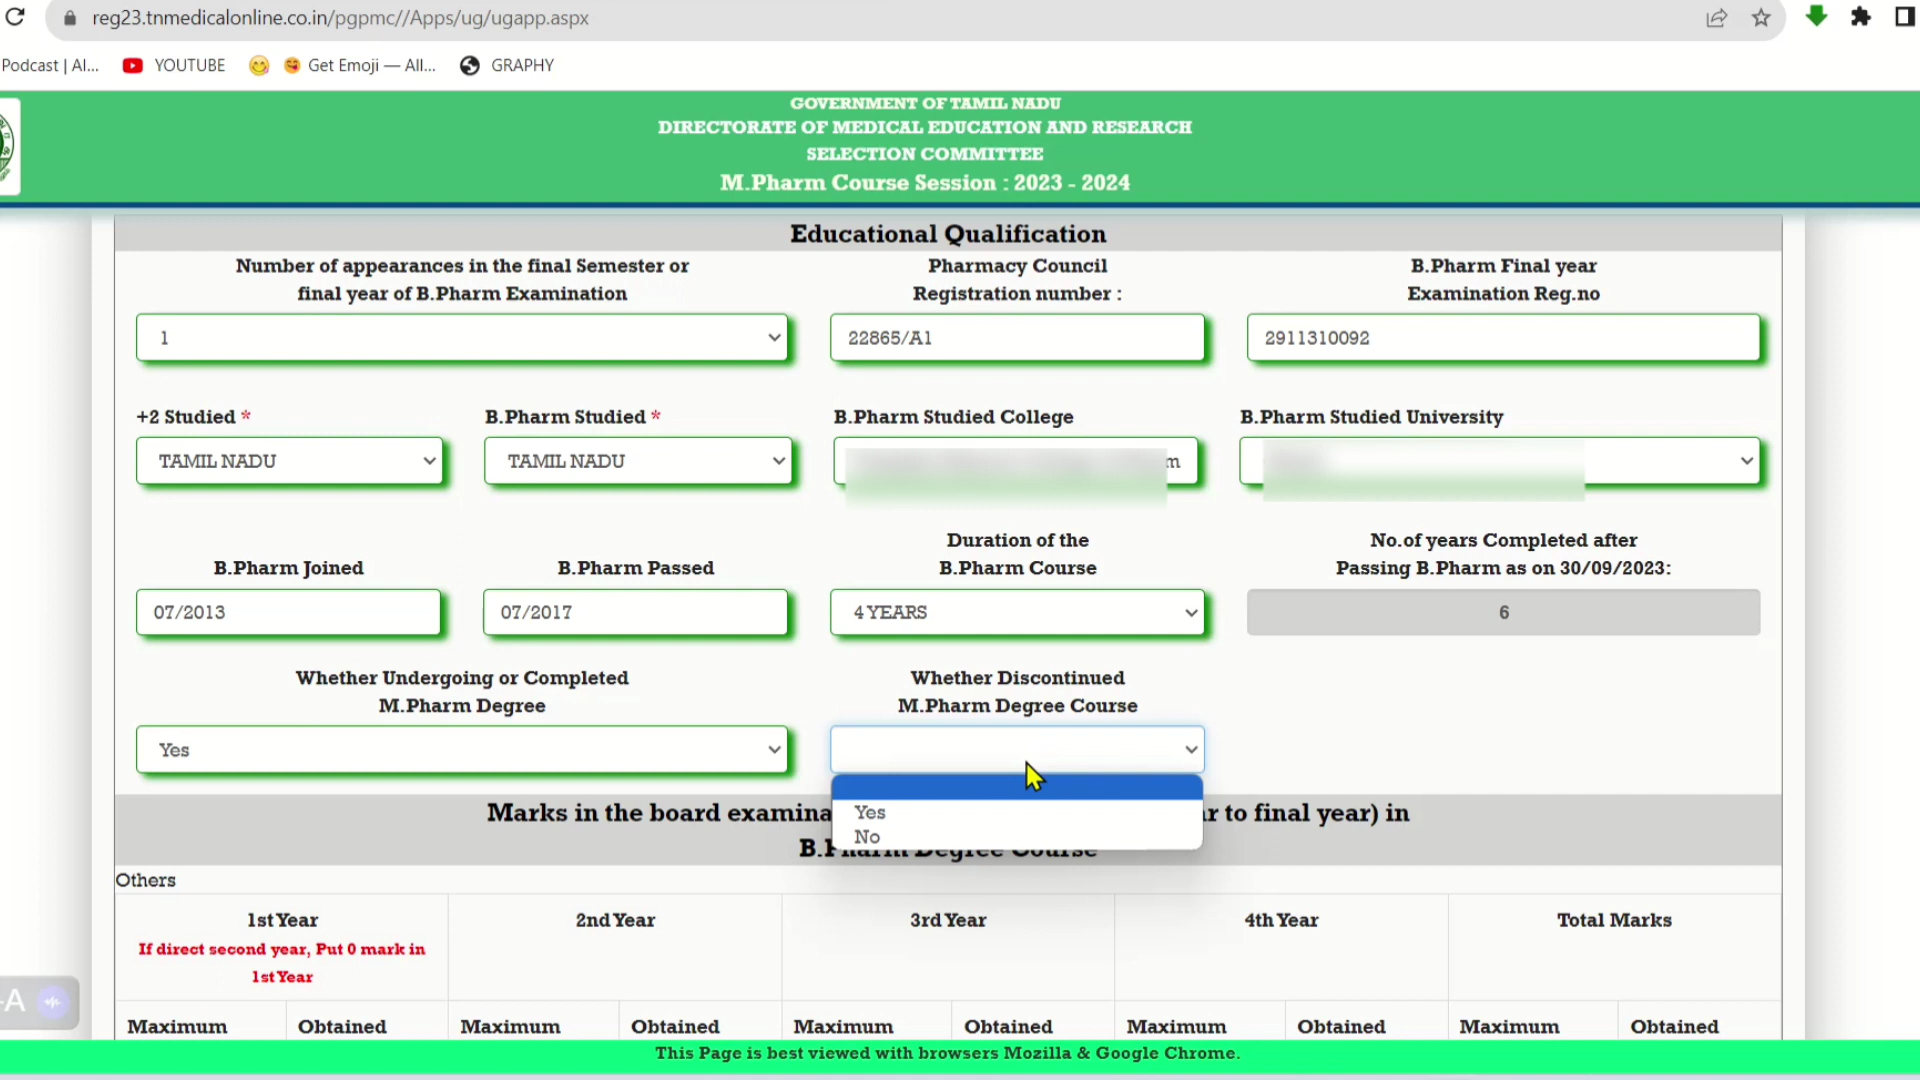 reg23.tnmedicalonline.co.in/pgpmc//Apps/ug/ugapp.aspx
Podcast | Al...
YOUTUBE
Get Emoji — All...
GRAPHY
GOVERNMENT OF TAMIL NADU
DIRECTORATE OF MEDICAL EDUCATION AND RESEARCH
SELECTION COMMITTEE
M.Pharm Course Session : 2023 - 2024
Educational Qualification
Number of appearances in the final Semester or
final year of B.Pharm Examination
Pharmacy Council
Registration number :
B.Pharm Final year
Examination Reg.no
1
22865/A1
2911310092
+2 Studied *
B.Pharm Studied *
B.Pharm Studied College
B.Pharm Studied University
TAMIL NADU
TAMIL NADU
m
B.Pharm Joined
B.Pharm Passed
Duration of the
B.Pharm Course
No.of years Completed after
Passing B.Pharm as on 30/09/2023:
07/2013
07/2017
4 YEARS
6
Whether Undergoing or Completed
M.Pharm Degree
Whether Discontinued
M.Pharm Degree Course
Yes
Yes
No
Marks in the board examina r to final year) in
B.Pharm Degree Course
Others
1st Year
If direct second year, Put 0 mark in
1st Year
2nd Year
3rd Year
4th Year
Total Marks
Maximum
Obtained
Maximum
Obtained
Maximum
Obtained
Maximum
Obtained
Maximum
Obtained
This Page is best viewed with browsers Mozilla & Google Chrome.